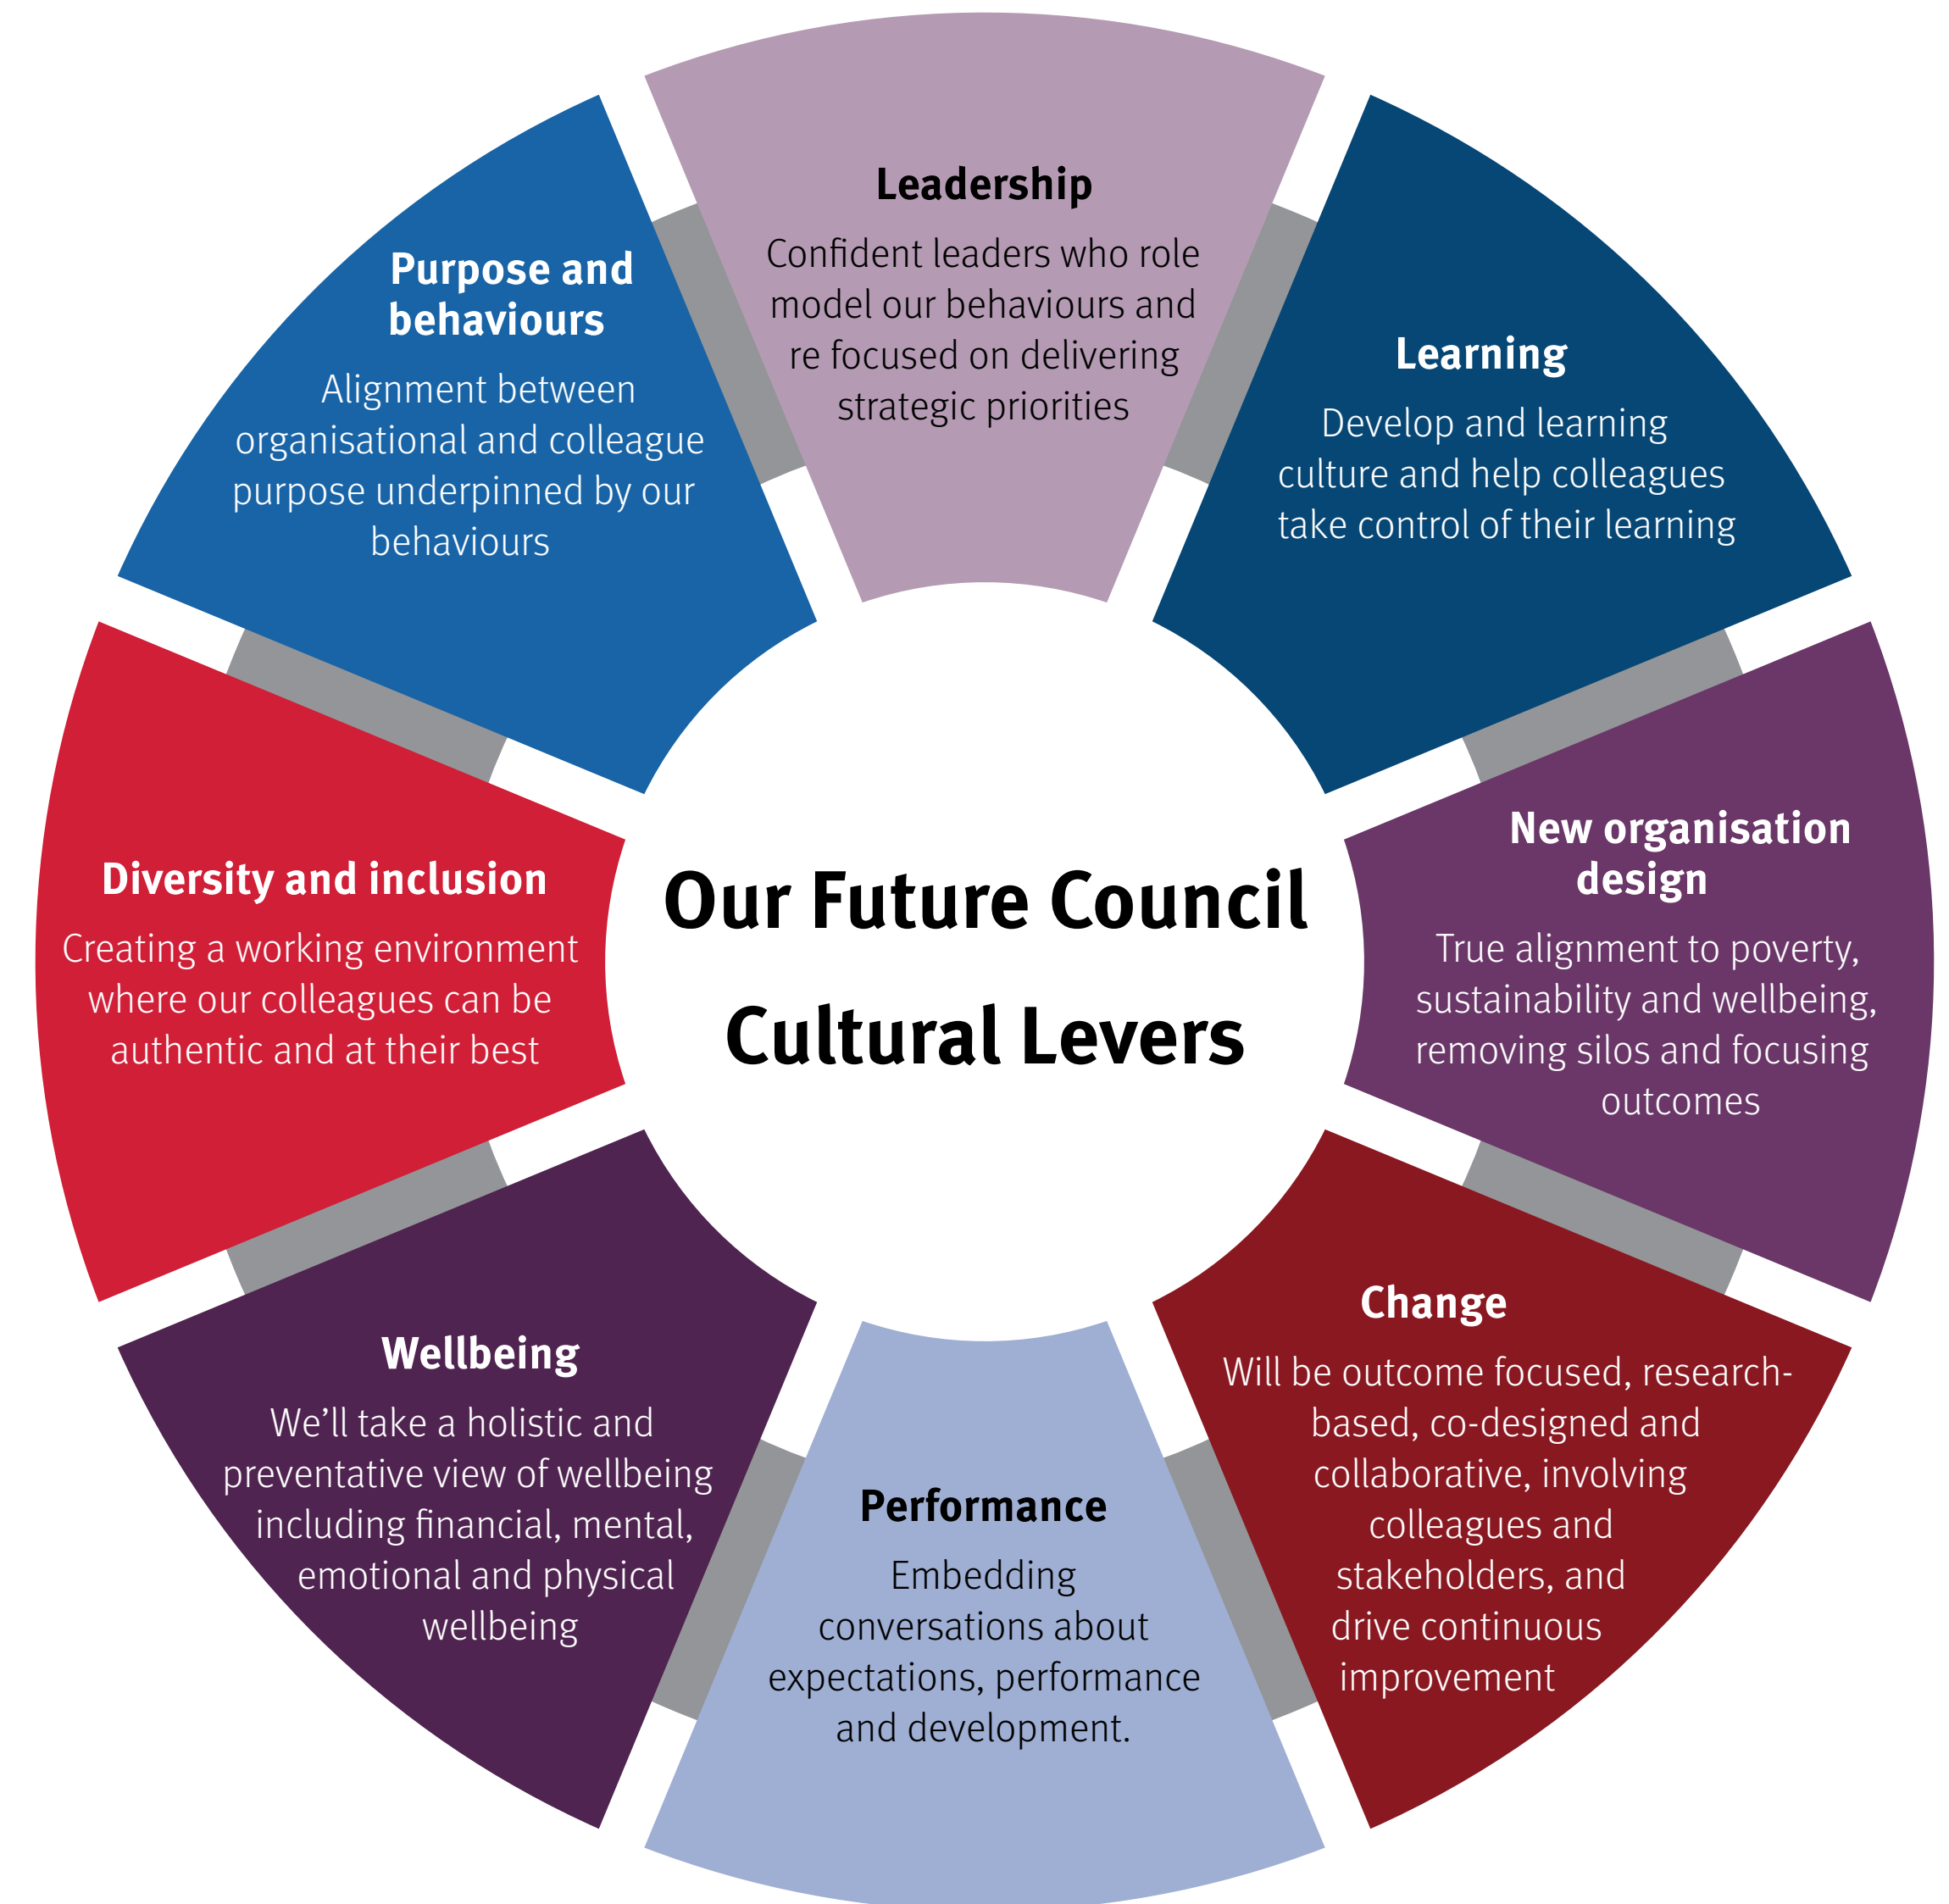 Our Future Council
Cultural Levers
Leadership
Confident leaders who role
model our behaviours and
re focused on delivering
strategic priorities
Learning
Develop and learning
culture and help colleagues
take control of their learning
New organisation
design
True alignment to poverty,
sustainability and wellbeing,
removing silos and focusing
outcomes
Change
Will be outcome focused, research-
based, co-designed and
collaborative, involving
colleagues and
stakeholders, and
drive continuous
improvement
Performance
Embedding
conversations about
expectations, performance
and development.
Wellbeing
We’ll take a holistic and
preventative view of wellbeing
including financial, mental,
emotional and physical
wellbeing
Diversity and inclusion
Creating a working environment
where our colleagues can be
authentic and at their best
Purpose and
behaviours
Alignment between
organisational and colleague
purpose underpinned by our
behaviours